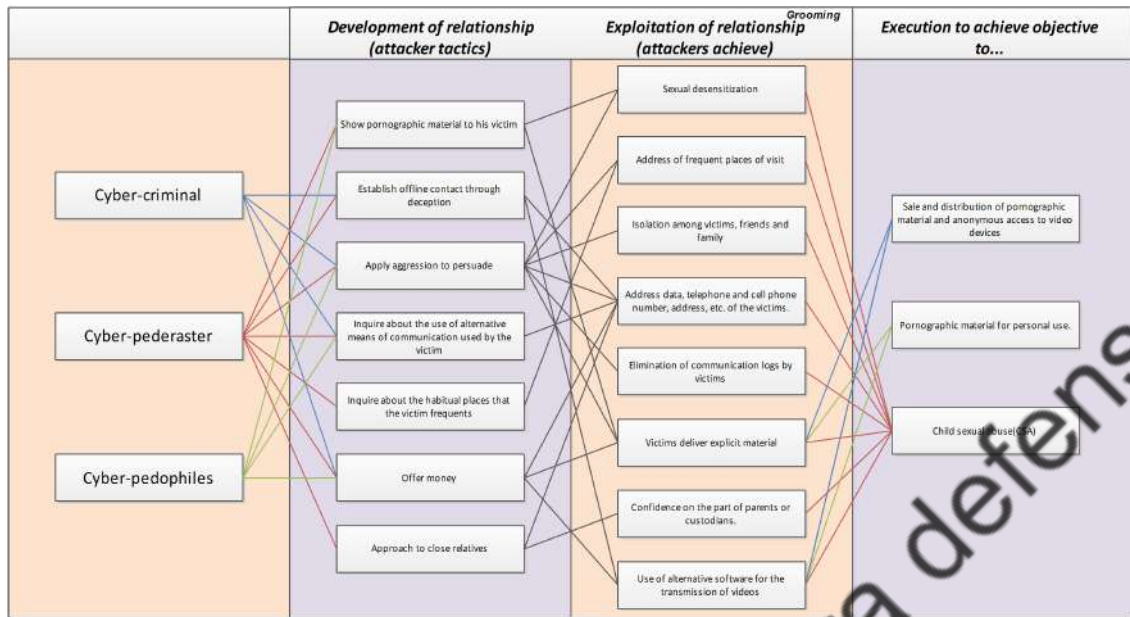 Grooming
Development of relationship
(attacker tactics)
Exploitation of relationship
(attackers achieve)
Execution to achieve objective
to...
Cyber-criminal
Cyber-pederaster
Cyber-pedophiles
Show pornographic material to his victim
Establish offline contact through
deception
Apply aggression to persuade
Inquire about the use of alternative
means of communication used by the
victim
Inquire about the habitual places that
the victim frequents
Offer money
Approach to close relatives
Sexual desensitization
Address of frequent places of visit
Isolation among victims, friends and
family
Address data, telephone and cell phone
number, address, etc. of the victims.
Elimination of communication logs by
victims
Victims deliver explicit material
Confidence on the part of parents or
custodians.
Use of alternative software for the
transmission of videos
Sale and distribution of pornographic
material and anonymous access to video
devices
Pornographic material for personal use.
Child sexual abuse(CSA)
defens